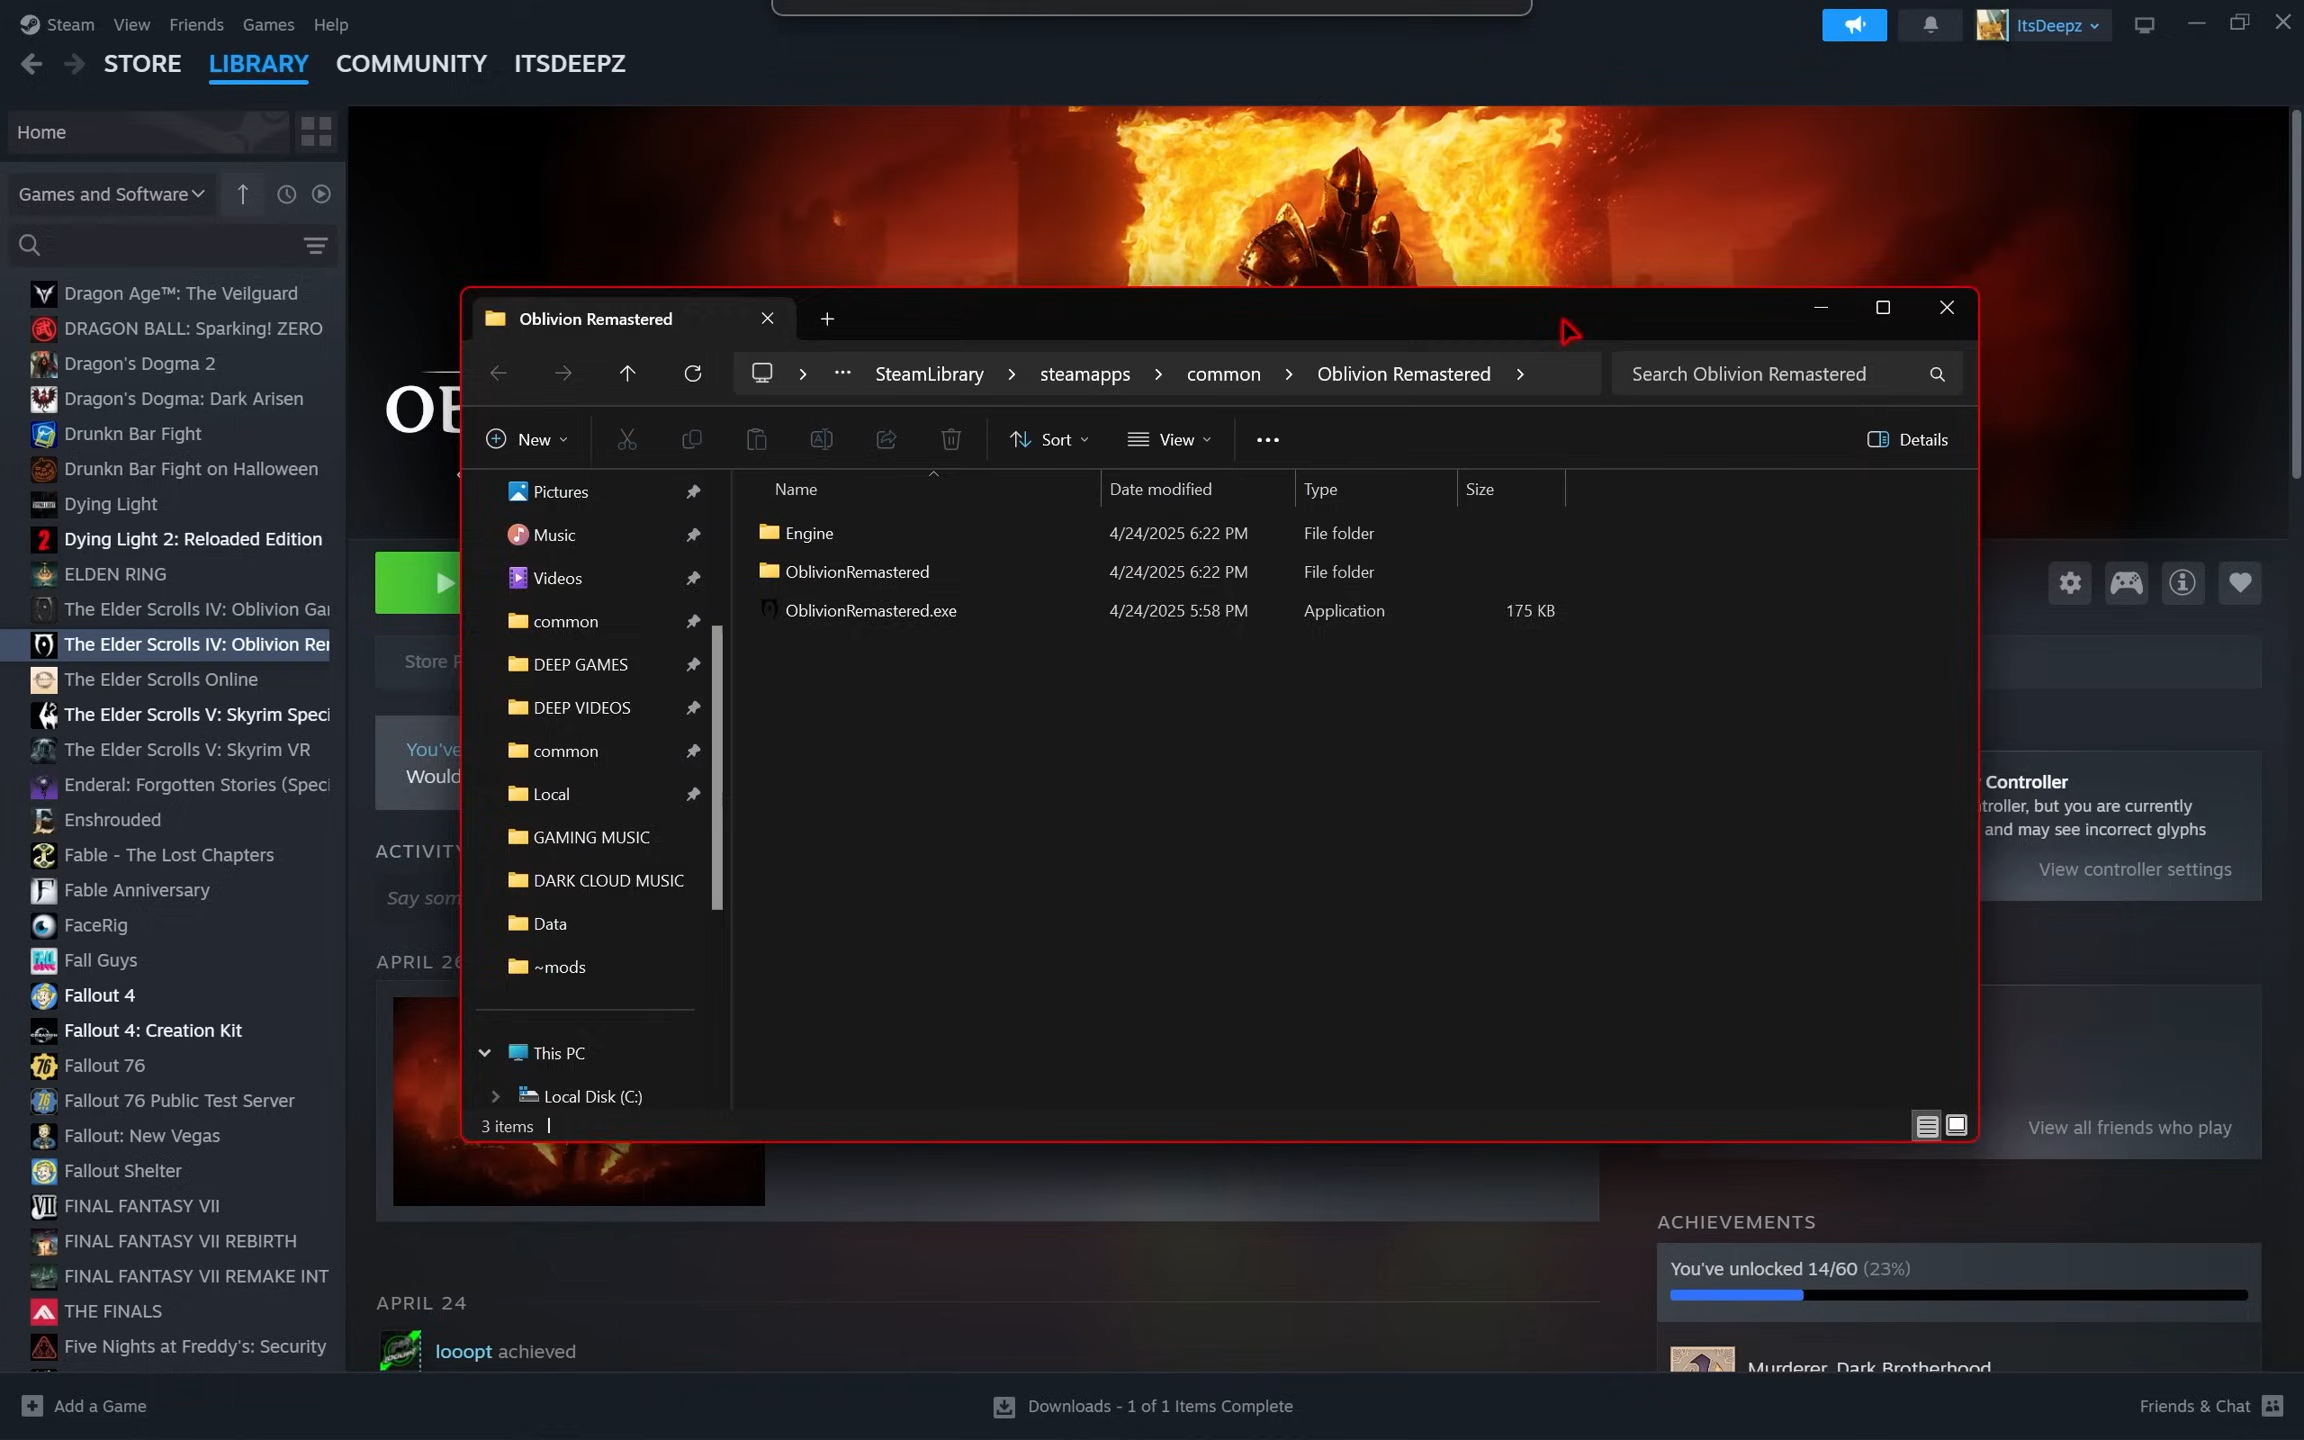 Steam View Friends Games Help
ItsDeepz
STORE LIBRARY COMMUNITY ITSDEEPZ
Home
Games and Software
Dragon Age™: The Veilguard
DRAGON BALL: Sparking! ZERO
Dragon's Dogma 2
Dragon's Dogma: Dark Arisen
Drunkn Bar Fight
Drunkn Bar Fight on Halloween
Dying Light
Dying Light 2: Reloaded Edition
ELDEN RING
The Elder Scrolls IV: Oblivion Gar
The Elder Scrolls IV: Oblivion Rer
The Elder Scrolls Online
The Elder Scrolls V: Skyrim Speci
The Elder Scrolls V: Skyrim VR
Enderal: Forgotten Stories (Speci
Enshrouded
Fable - The Lost Chapters
Fable Anniversary
FaceRig
Fall Guys
Fallout 4
Fallout 4: Creation Kit
Fallout 76
Fallout 76 Public Test Server
Fallout: New Vegas
Fallout Shelter
FINAL FANTASY VII
FINAL FANTASY VII REBIRTH
FINAL FANTASY VII REMAKE INT
THE FINALS
Five Nights at Freddy's: Security
OB
Store P
You've
Would
ACTIVITY
Say som
APRIL 26
Oblivion Remastered
SteamLibrary > steamapps > common > Oblivion Remastered >
Search Oblivion Remastered
New Sort View Details
Pictures
Music
Videos
common
DEEP GAMES
DEEP VIDEOS
common
Local
GAMING MUSIC
DARK CLOUD MUSIC
Data
~mods
This PC
Local Disk (C:)
3 items
Name Date modified Type Size
Engine 4/24/2025 6:22 PM File folder
OblivionRemastered 4/24/2025 6:22 PM File folder
OblivionRemastered.exe 4/24/2025 5:58 PM Application 175 KB
Controller
troller, but you are currently
and may see incorrect glyphs
View controller settings
View all friends who play
APRIL 24
looopt achieved
ACHIEVEMENTS
You've unlocked 14/60 (23%)
Murderer, Dark Brotherhood
Add a Game
Downloads - 1 of 1 Items Complete
Friends & Chat